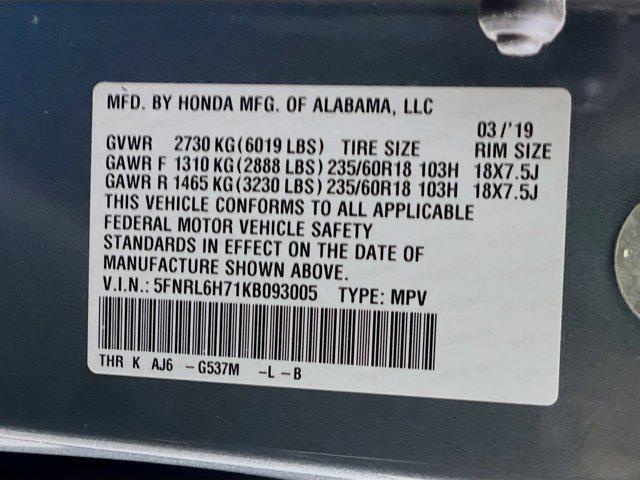 MFD. BY HONDA MFG. OF ALABAMA, LLC
03/'19
GVWR 2730 KG(6019 LBS) TIRE SIZE RIM SIZE
GAWR F 1310 KG(2888 LBS) 235/60R18 103H 18X7.5J
GAWR R 1465 KG(3230 LBS) 235/60R18 103H 18X7.5J
THIS VEHICLE CONFORMS TO ALL APPLICABLE
FEDERAL MOTOR VEHICLE SAFETY
STANDARDS IN EFFECT ON THE DATE OF
MANUFACTURE SHOWN ABOVE.
V.I.N.: 5FNRL6H71KB093005 TYPE: MPV
THR K AJ6 -G537M -L-B